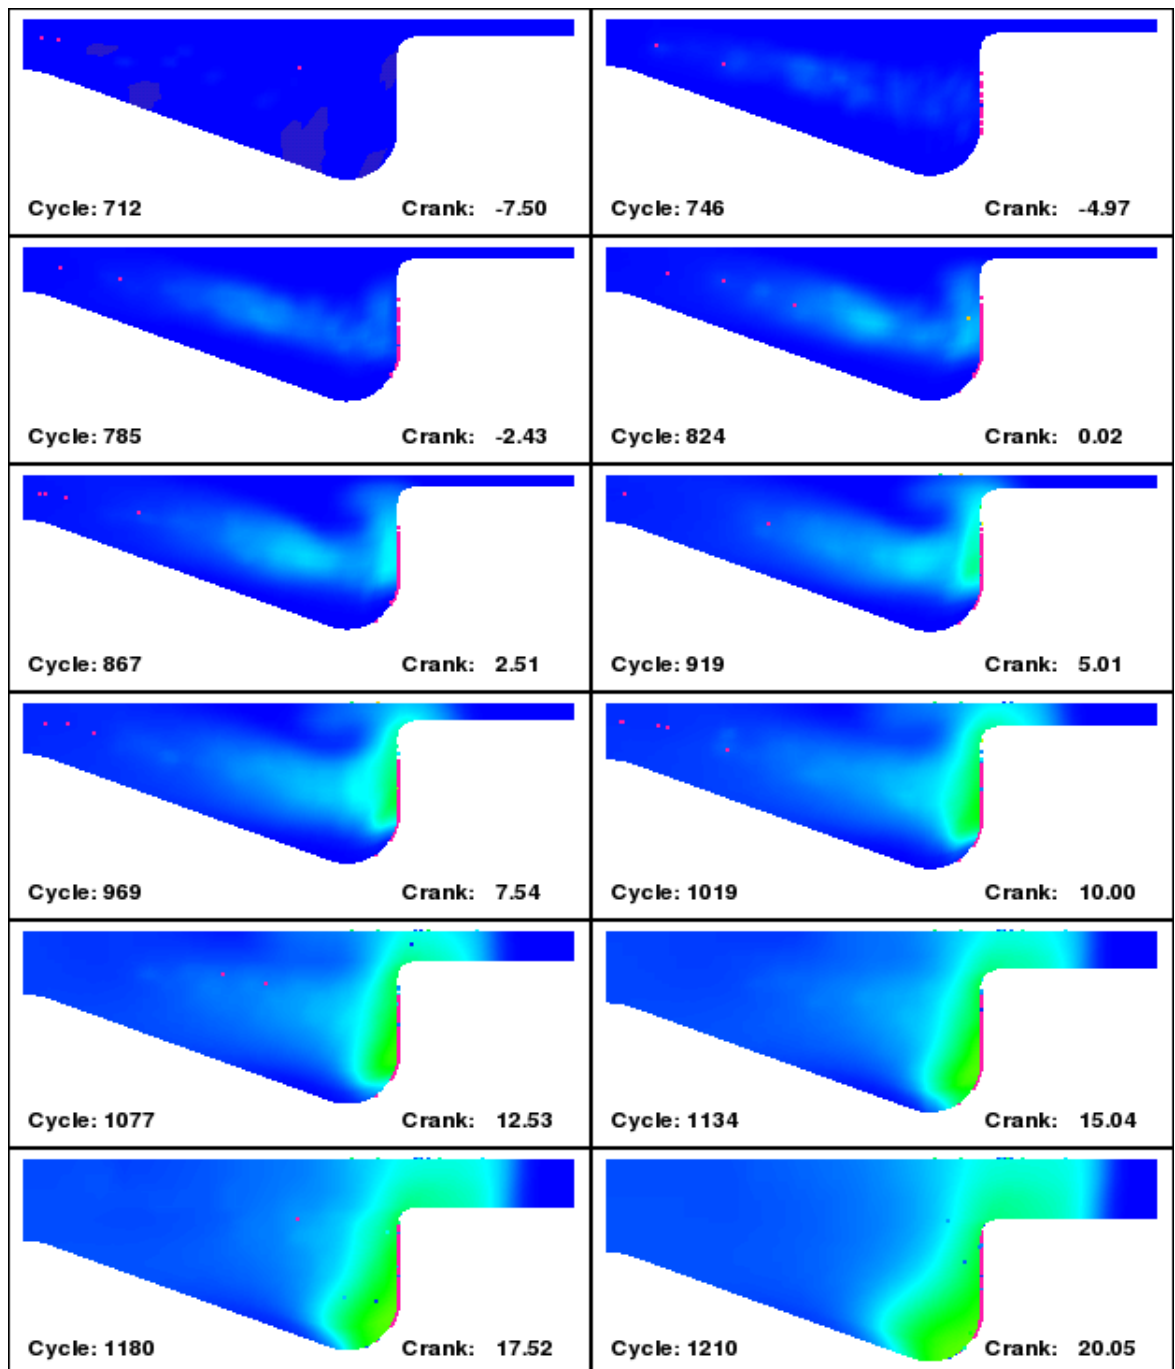 Cycle: 712 Crank: -7.50
Cycle: 746 Crank: -4.97
Cycle: 785 Crank: -2.43
Cycle: 824 Crank: 0.02
Cycle: 867 Crank: 2.51
Cycle: 919 Crank: 5.01
Cycle: 969 Crank: 7.54
Cycle: 1019 Crank: 10.00
Cycle: 1077 Crank: 12.53
Cycle: 1134 Crank: 15.04
Cycle: 1180 Crank: 17.52
Cycle: 1210 Crank: 20.05